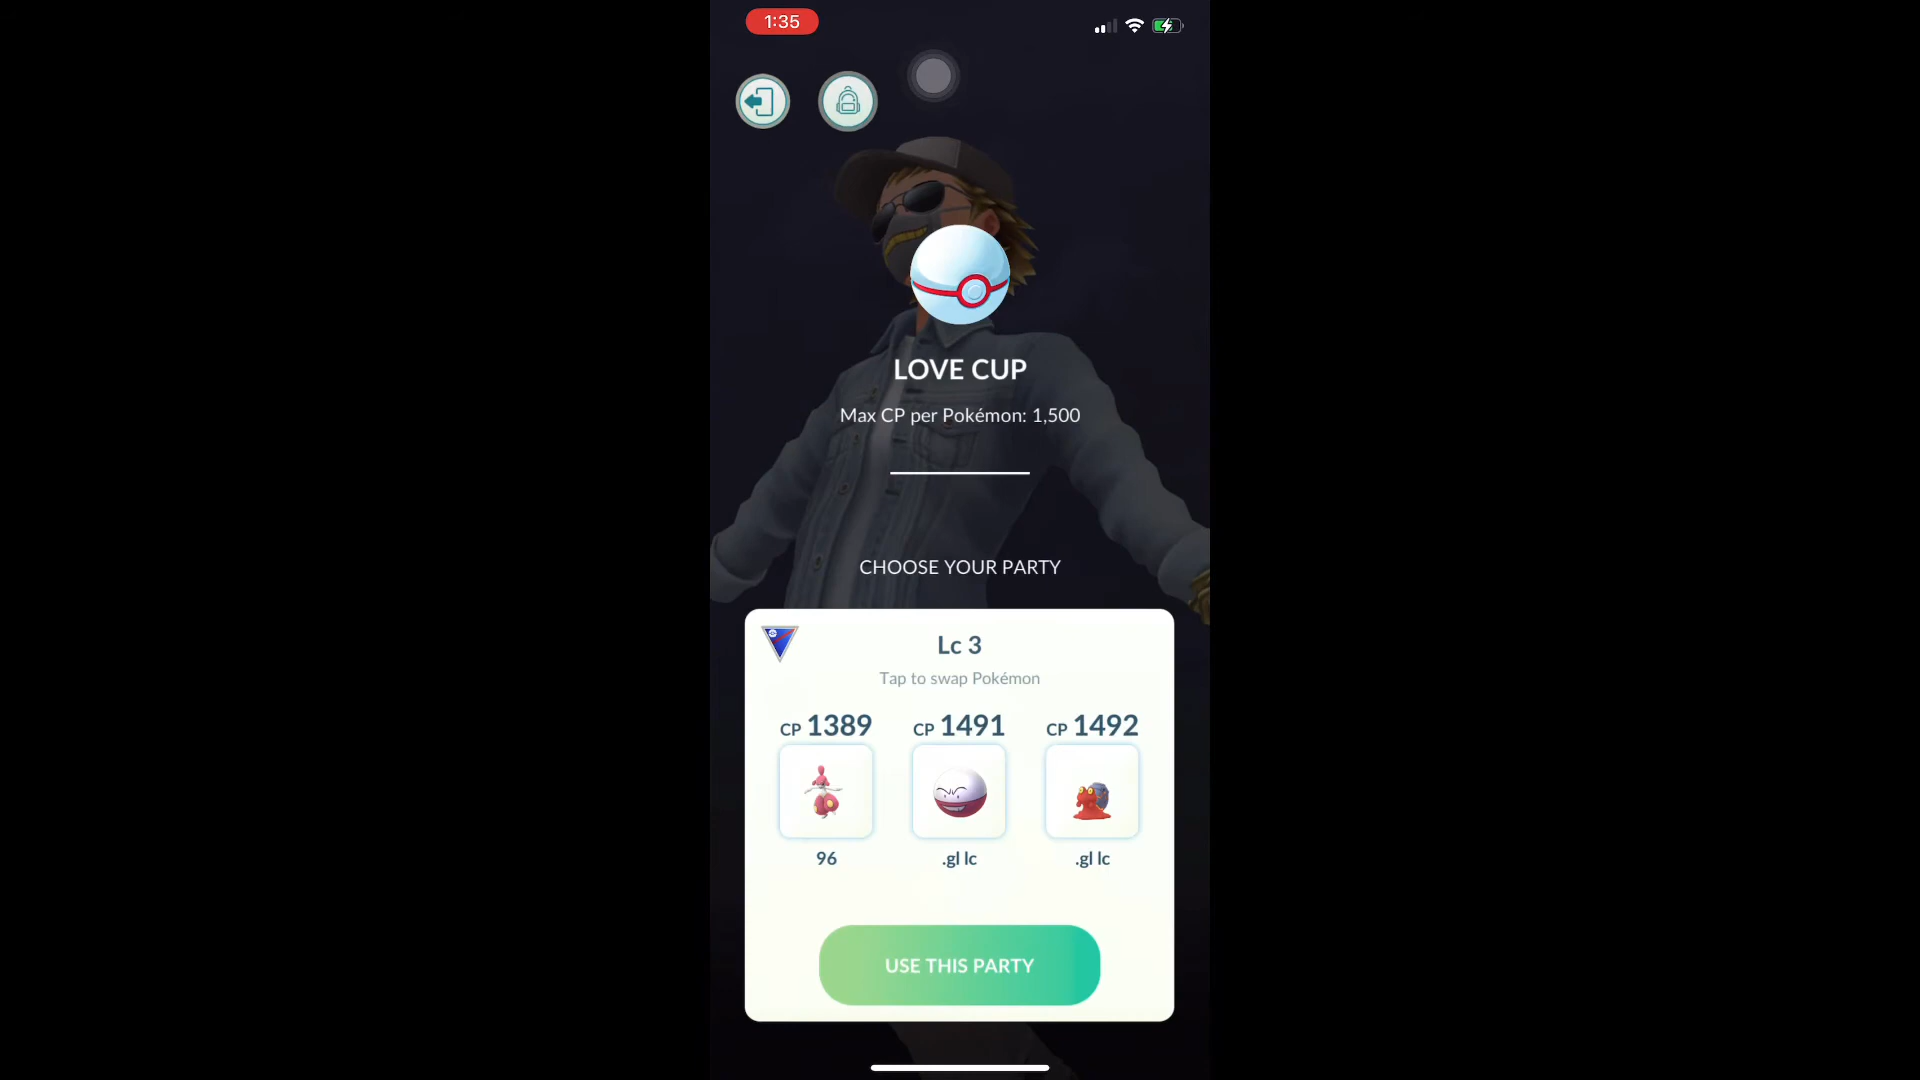 1:35
LOVE CUP
Max CP per Pokémon: 1,500
CHOOSE YOUR PARTY
Lc 3
Tap to swap Pokémon
CP 1389 CP 1491 CP 1492
96 .gl lc .gl lc
USE THIS PARTY